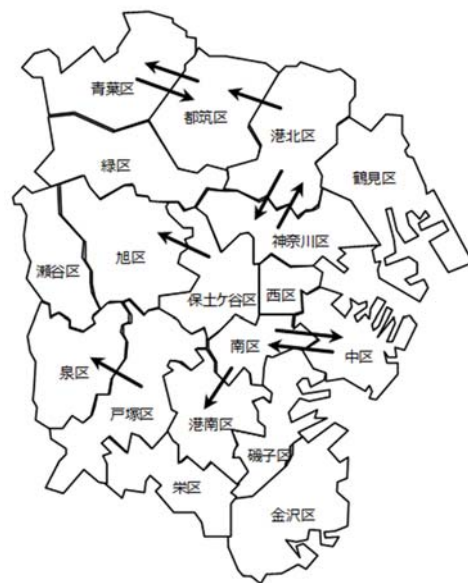 青葉区
都筑区
港北区
緑区
鶴見区
神奈川区
旭区
瀬谷区
保土ケ谷区
西区
南区
中区
泉区
戸塚区
港南区
磯子区
栄区
金沢区